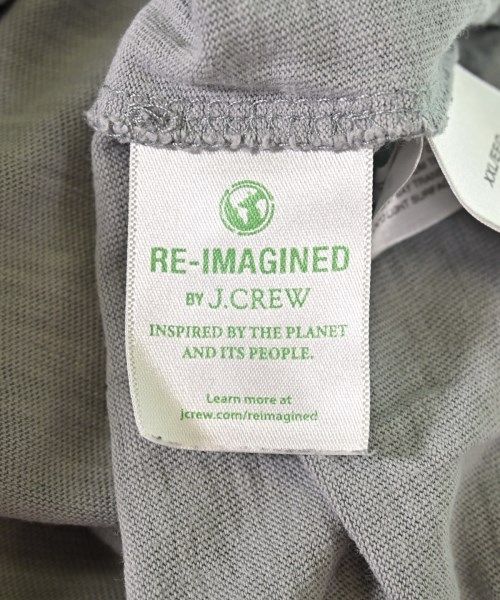 RE-IMAGINED
BY J.CREW
INSPIRED BY THE PLANET
AND ITS PEOPLE.
Learn more at
jcrew.com/reimagined